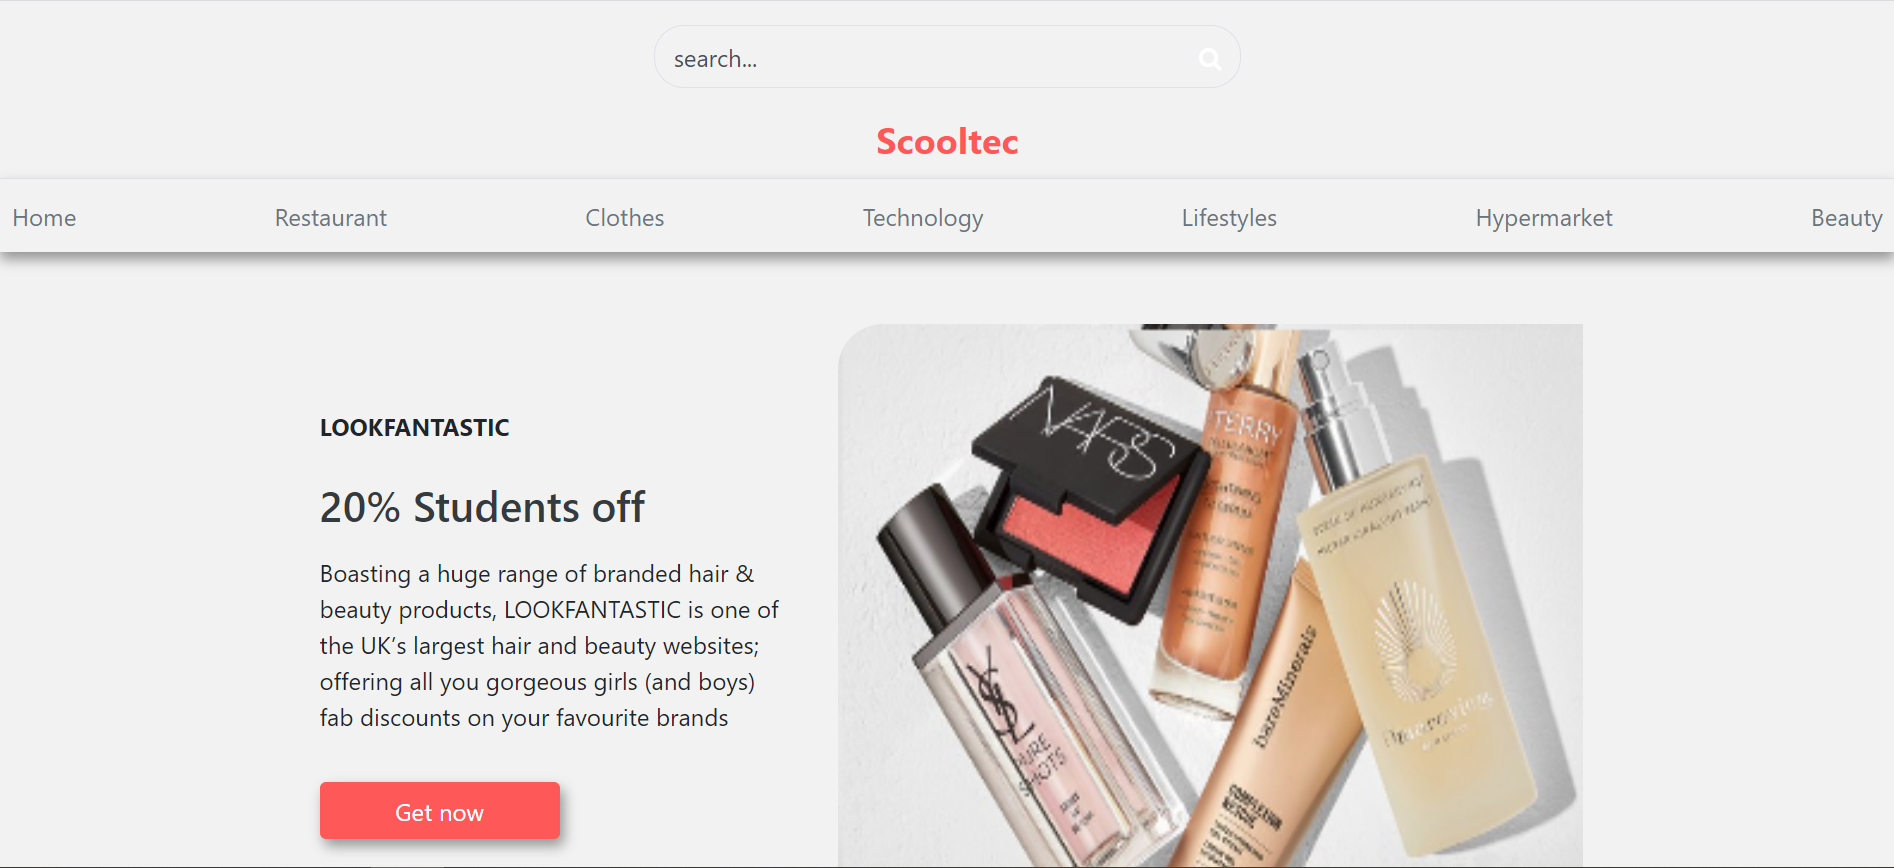 search...
Scooltec
Home Restaurant Clothes Technology Lifestyles Hypermarket Beauty
LOOKFANTASTIC
20% Students off
Boasting a huge range of branded hair &
beauty products, LOOKFANTASTIC is one of
the UK’s largest hair and beauty websites;
offering all you gorgeous girls (and boys)
fab discounts on your favourite brands
Get now
NARS
TERRY
YSL
PURE
SHOTS
bareMinerals
COMPLEXION
RESCUE